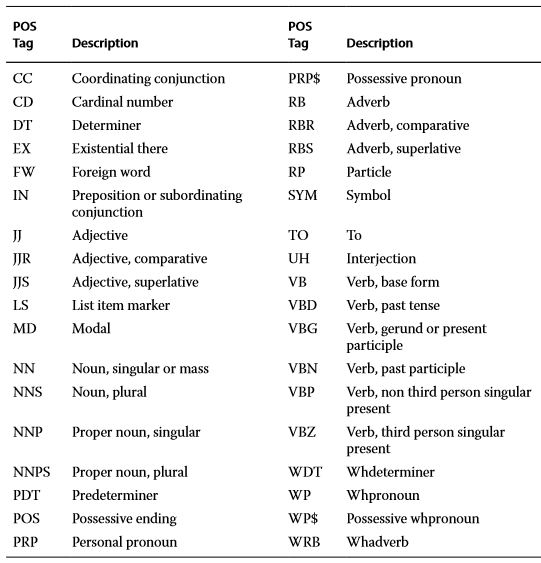 POS Tag Description POS Tag Description
CC Coordinating conjunction PRP$ Possessive pronoun
CD Cardinal number RB Adverb
DT Determiner RBR Adverb, comparative
EX Existential there RBS Adverb, superlative
FW Foreign word RP Particle
IN Preposition or subordinating conjunction SYM Symbol
JJ Adjective TO To
JJR Adjective, comparative UH Interjection
JJS Adjective, superlative VB Verb, base form
LS List item marker VBD Verb, past tense
MD Modal VBG Verb, gerund or present participle
NN Noun, singular or mass VBN Verb, past participle
NNS Noun, plural VBP Verb, non third person singular present
NNP Proper noun, singular VBZ Verb, third person singular present
NNPS Proper noun, plural WDT Whdeterminer
PDT Predeterminer WP Whpronoun
POS Possessive ending WP$ Possessive whpronoun
PRP Personal pronoun WRB Whadverb